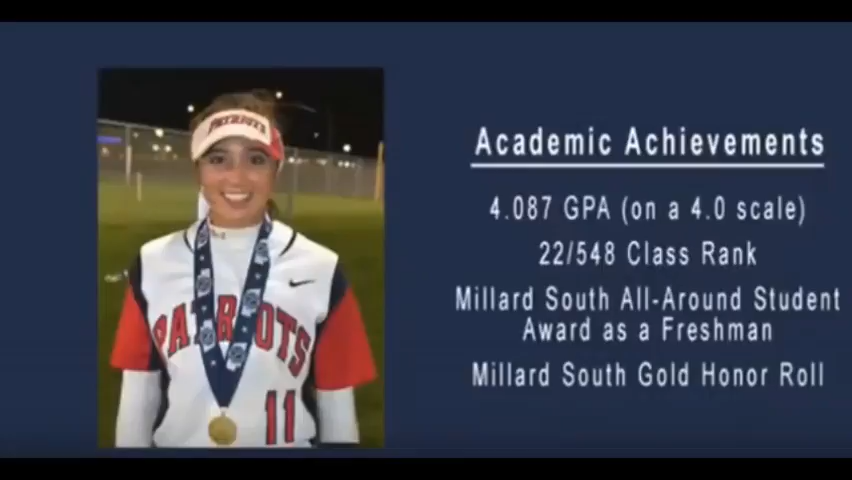 PATRIOTS
PATRIOTS
11
Academic Achievements
4.087 GPA (on a 4.0 scale)
22/548 Class Rank
Millard South All-Around Student
Award as a Freshman
Millard South Gold Honor Roll